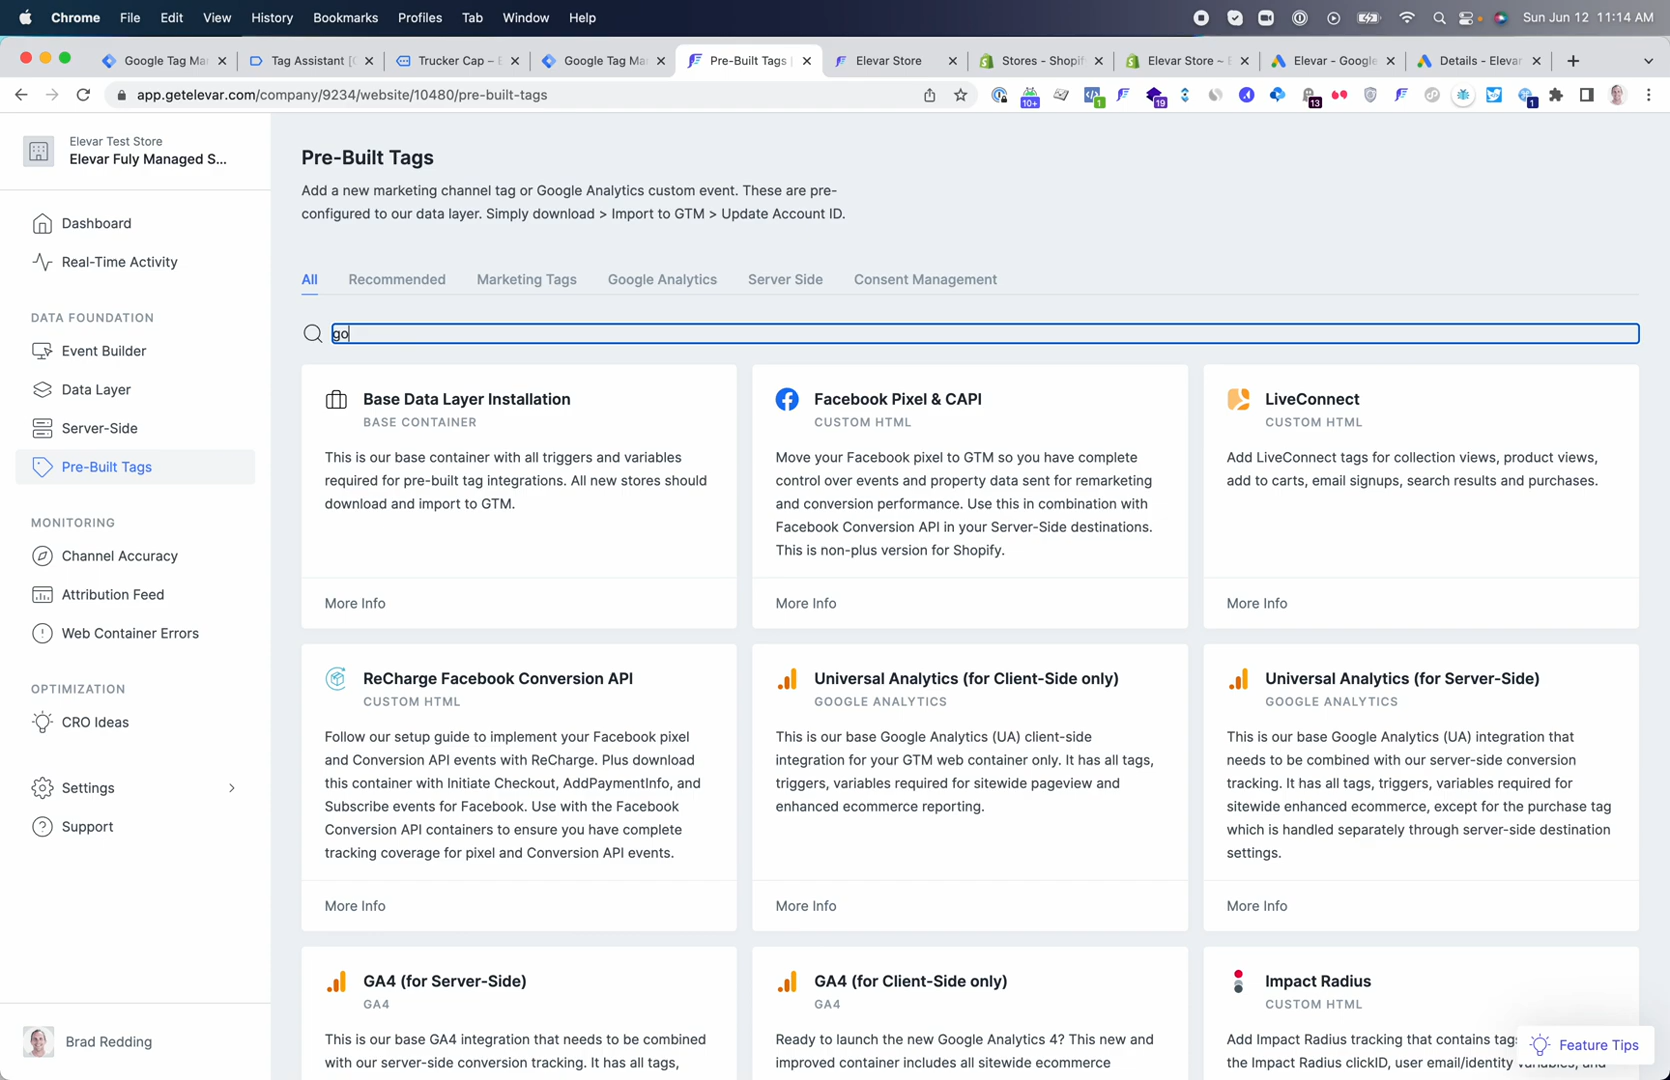 Chrome File Edit View History Bookmarks Profiles Tab Window Help Sun Jun 12 11:14 AM
Google Tag Ma Tag Assistant [ Trucker Cap – Google Tag Ma Pre-Built Tags Elevar Store Stores - Shopif Elevar Store ~ Elevar - Google Details - Elevar
app.getelevar.com/company/9234/website/10480/pre-built-tags 10+ 1 19 13 1
Elevar Test Store
Elevar Fuly Managed S...
Dashboard
Real-Time Activity
DATA FOUNDATION
Event Builder
Data Layer
Server-Side
Pre-Built Tags
MONITORING
Channel Accuracy
Attribution Feed
Web Container Errors
OPTIMIZATION
CRO Ideas
Settings
Support
Brad Redding
Pre-Built Tags
Add a new marketing channel tag or Google Analytics custom event. These are pre-
configured to our data layer. Simply download > Import to GTM > Update Account ID.
All Recommended Marketing Tags Google Analytics Server Side Consent Management
go
Base Data Layer Installation
BASE CONTAINER
This is our base container with all triggers and variables
required for pre-built tag integrations. All new stores should
download and import to GTM.
More Info
Facebook Pixel & CAPI
CUSTOM HTML
Move your Facebook pixel to GTM so you have complete
control over events and property data sent for remarketing
and conversion performance. Use this in combination with
Facebook Conversion API in your Server-Side destinations.
This is non-plus version for Shopify.
More Info
LiveConnect
CUSTOM HTML
Add LiveConnect tags for collection views, product views,
add to carts, email signups, search results and purchases.
More Info
ReCharge Facebook Conversion API
CUSTOM HTML
Follow our setup guide to implement your Facebook pixel
and Conversion API events with ReCharge. Plus download
this container with Initiate Checkout, AddPaymentInfo, and
Subscribe events for Facebook. Use with the Facebook
Conversion API containers to ensure you have complete
tracking coverage for pixel and Conversion API events.
More Info
Universal Analytics (for Client-Side only)
GOOGLE ANALYTICS
This is our base Google Analytics (UA) client-side
integration for your GTM web container only. It has all tags,
triggers, variables required for sitewide pageview and
enhanced ecommerce reporting.
More Info
Universal Analytics (for Server-Side)
GOOGLE ANALYTICS
This is our base Google Analytics (UA) integration that
needs to be combined with our server-side conversion
tracking. It has all tags, triggers, variables required for
sitewide enhanced ecommerce, except for the purchase tag
which is handled separately through server-side destination
settings.
More Info
GA4 (for Server-Side)
GA4
This is our base GA4 integration that needs to be combined
with our server-side conversion tracking. It has all tags,
GA4 (for Client-Side only)
GA4
Ready to launch the new Google Analytics 4? This new and
improved container includes all sitewide ecommerce
Impact Radius
CUSTOM HTML
Add Impact Radius tracking that contains tags
the Impact Radius clickID, user email/identity variables, and
Feature Tips